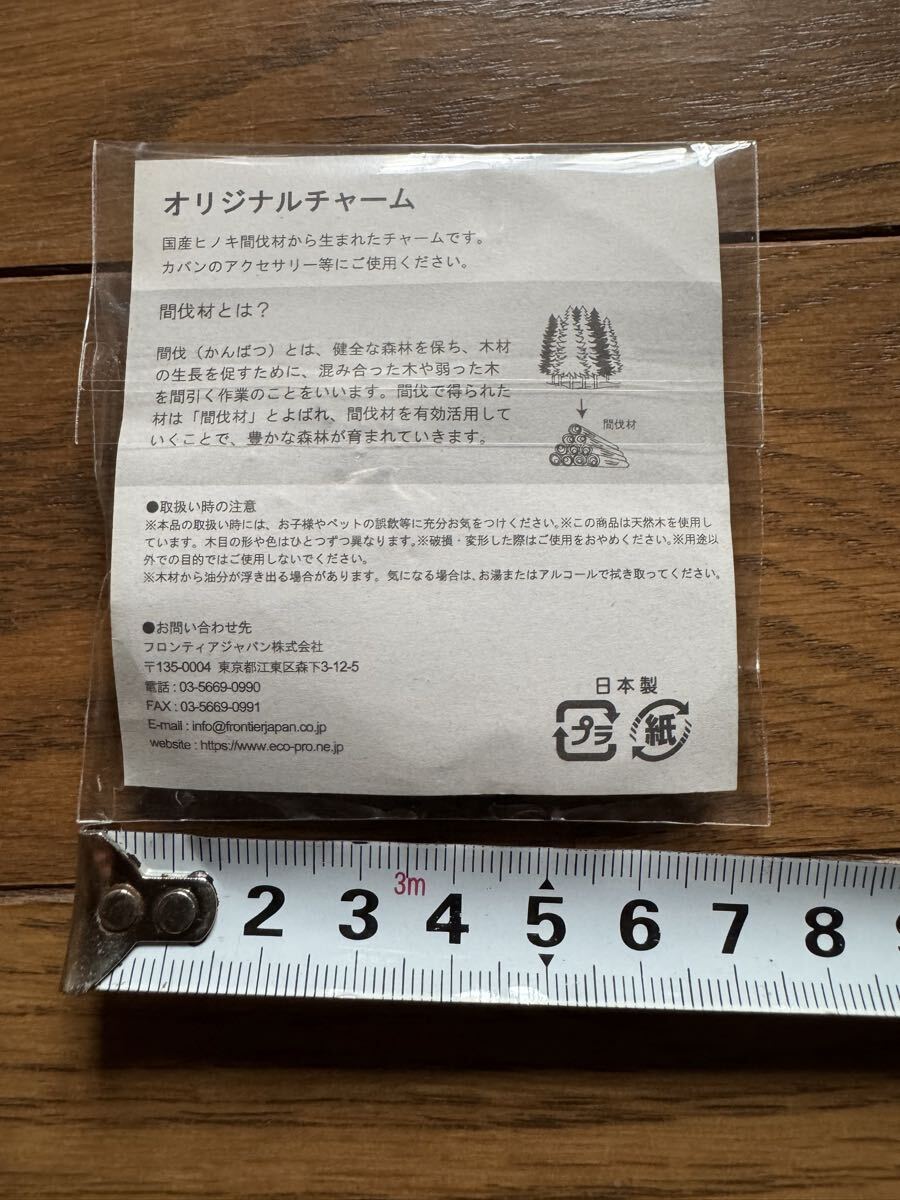 オリジナルチャーム
国産ヒノキ間伐材から生まれたチャームです。
カバンのアクセサリー等にご使用ください。
間伐材とは?
間伐（かんばつ）とは、健全な森林を保ち、木材
の生長を促すために、混み合った木や弱った木
を間引く作業のことをいいます。間伐で得られた
材は「間伐材」とよばれ、間伐材を有効活用して
いくことで、豊かな森林が育まれていきます。
間伐材
●取扱い時の注意
※本品の取扱い時には、お子様やペットの誤飲等に充分お気をつけください。※この商品は天然木を使用し
ています。木目の形や色はひとつずつ異なります。※破損・変形した際はご使用をおやめください。※用途以
外での目的ではご使用しないでください。
※木材から油分が浮き出る場合があります。気になる場合は、お湯またはアルコールで拭き取ってください。
●お問い合わせ先
フロンティアジャパン株式会社
〒135-0004 東京都江東区森下3-12-5
電話 : 03-5669-0990
FAX : 03-5669-0991
E-mail : info@frontierjapan.co.jp
website : https://www.eco-pro.ne.jp
日本製
プラ 紙
2 3 3m 4 5 6 7 8 9